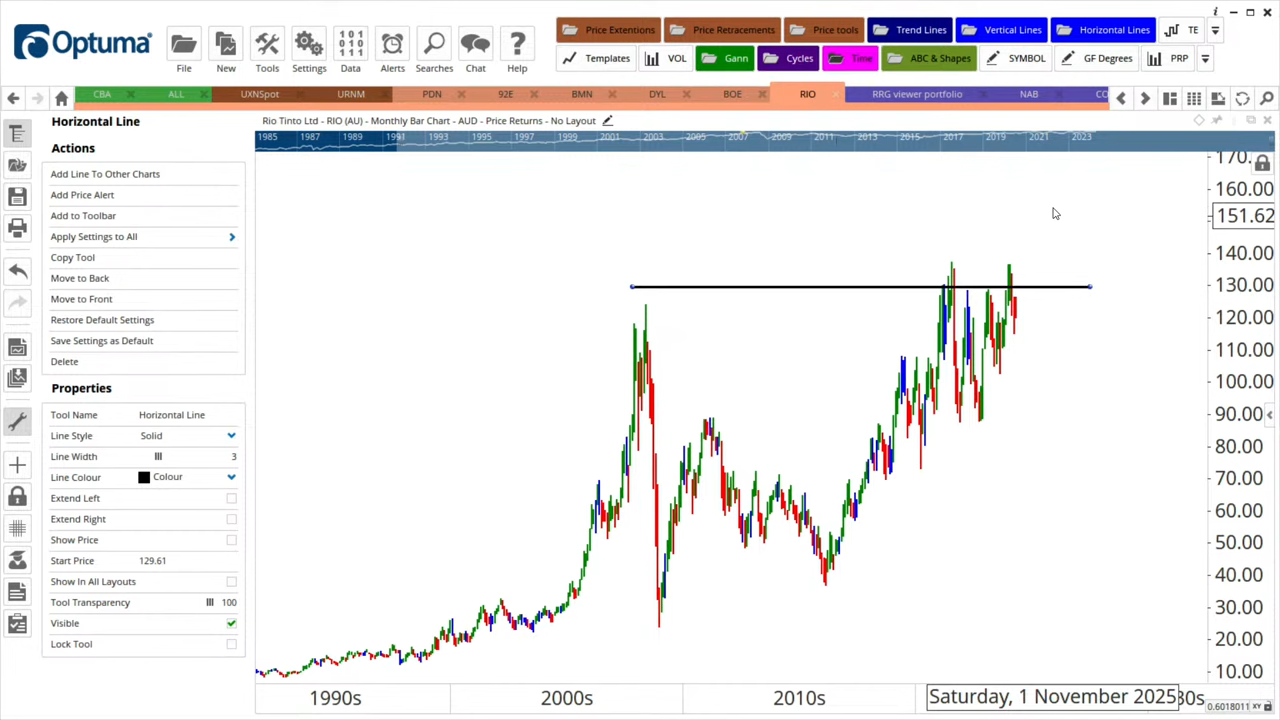 Optuma
File
New
Tools
Settings
Data
Alerts
Searches
Chat
Help
Price Extentions
Price Retracements
Price tools
Trend Lines
Vertical Lines
Horizontal Lines
TE
Templates
VOL
Gann
Cycles
Time
ABC & Shapes
SYMBOL
GF Degrees
PRP
CBA
ALL
UXNSpot
URNM
PDN
92E
BMN
DYL
BOE
RIO
RRG viewer portfolio
NAB
Horizontal Line
Actions
Add Line To Other Charts
Add Price Alert
Add to Toolbar
Apply Settings to All
Copy Tool
Move to Back
Move to Front
Restore Default Settings
Save Settings as Default
Delete
Properties
Tool Name Horizontal Line
Line Style Solid
Line Width 3
Line Colour Colour
Extend Left
Extend Right
Show Price
Start Price 129.61
Show In All Layouts
Tool Transparency 100
Visible
Lock Tool
Rio Tinto Ltd - RIO (AU) - Monthly Bar Chart - AUD - Price Returns - No Layout
1985 1987 1989 1991 1993 1995 1997 1999 2001 2003 2005 2007 2009 2011 2013 2015 2017 2019 2021 2023
170.
160.00
151.62
140.00
130.00
120.00
110.00
100.00
90.00
80.00
70.00
60.00
50.00
40.00
30.00
20.00
10.00
1990s 2000s 2010s Saturday, 1 November 2025 30s
0.6018011 XY